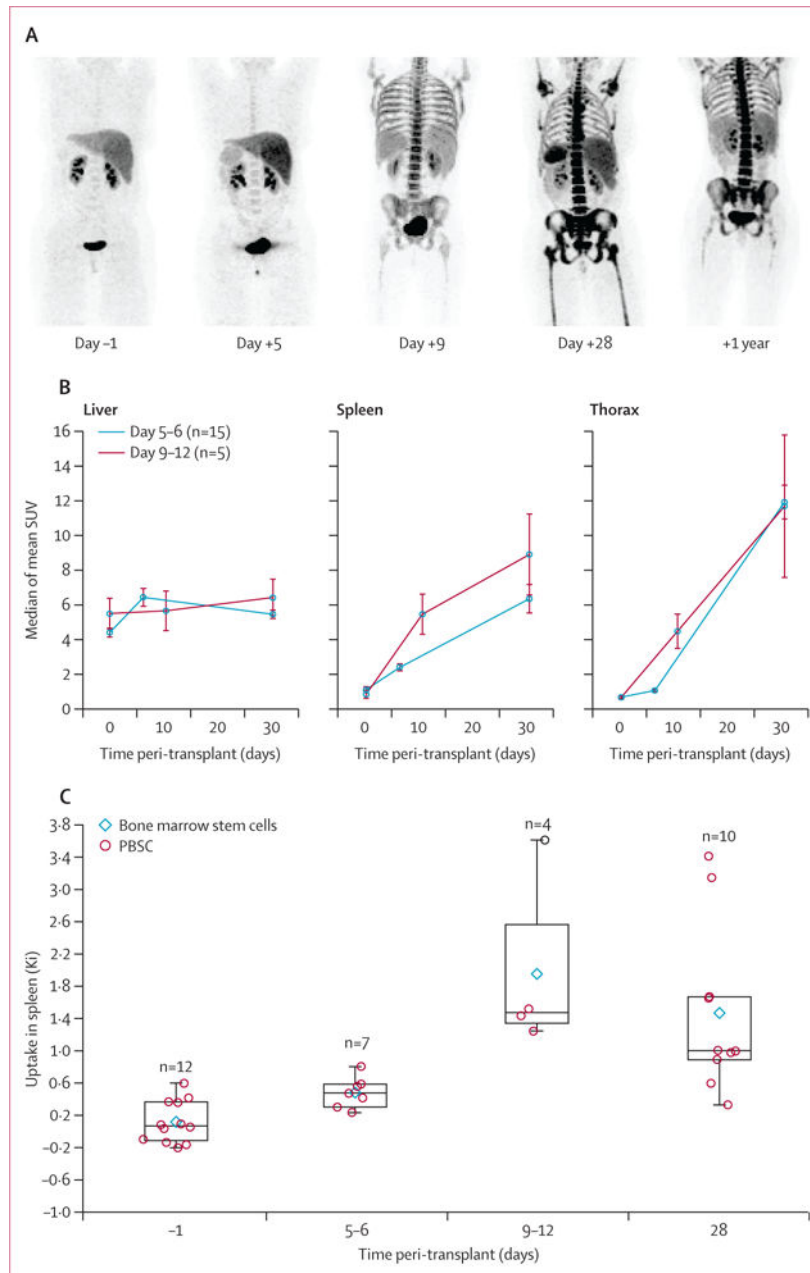 A
Day –1
Day +5
Day +9
Day +28
+1 year
B
Liver
Spleen
Thorax
Day 5–6 (n=15)
Day 9–12 (n=5)
Median of mean SUV
16
14
12
10
8
6
4
2
0
0
10
20
30
0
10
20
30
0
10
20
30
Time peri-transplant (days)
Time peri-transplant (days)
Time peri-transplant (days)
C
Bone marrow stem cells
PBSC
Uptake in spleen (Ki)
3·8
3·4
3·0
2·6
2·2
1·8
1·4
1·0
0·6
0·2
–0·2
–0·6
–1·0
n=12
n=7
n=4
n=10
–1
5–6
9–12
28
Time peri-transplant (days)